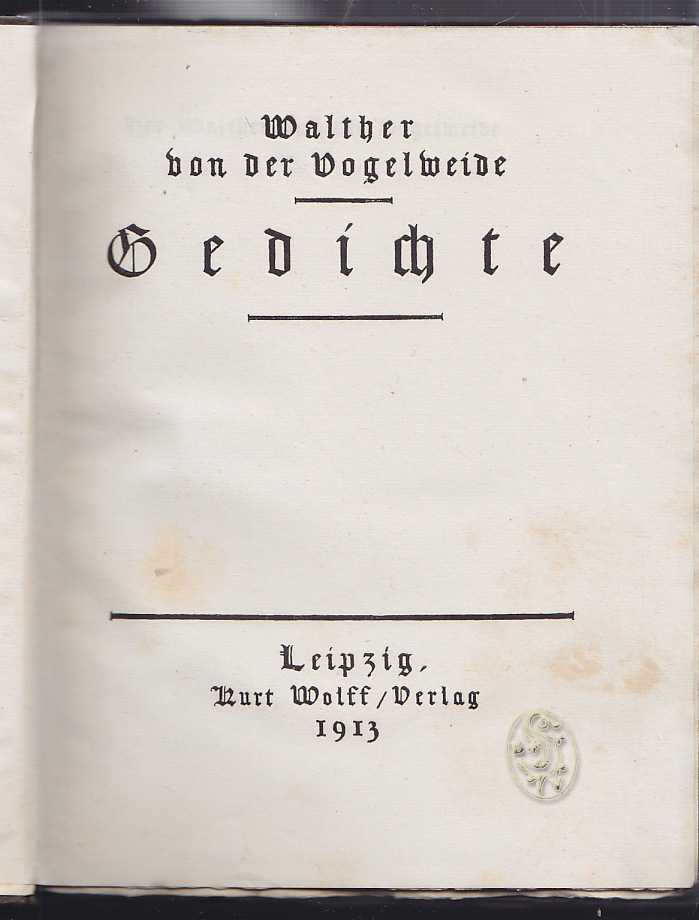 Walther
von der Vogelweide
Gedichte
Leipzig.
Kurt Wolff/Verlag
1913